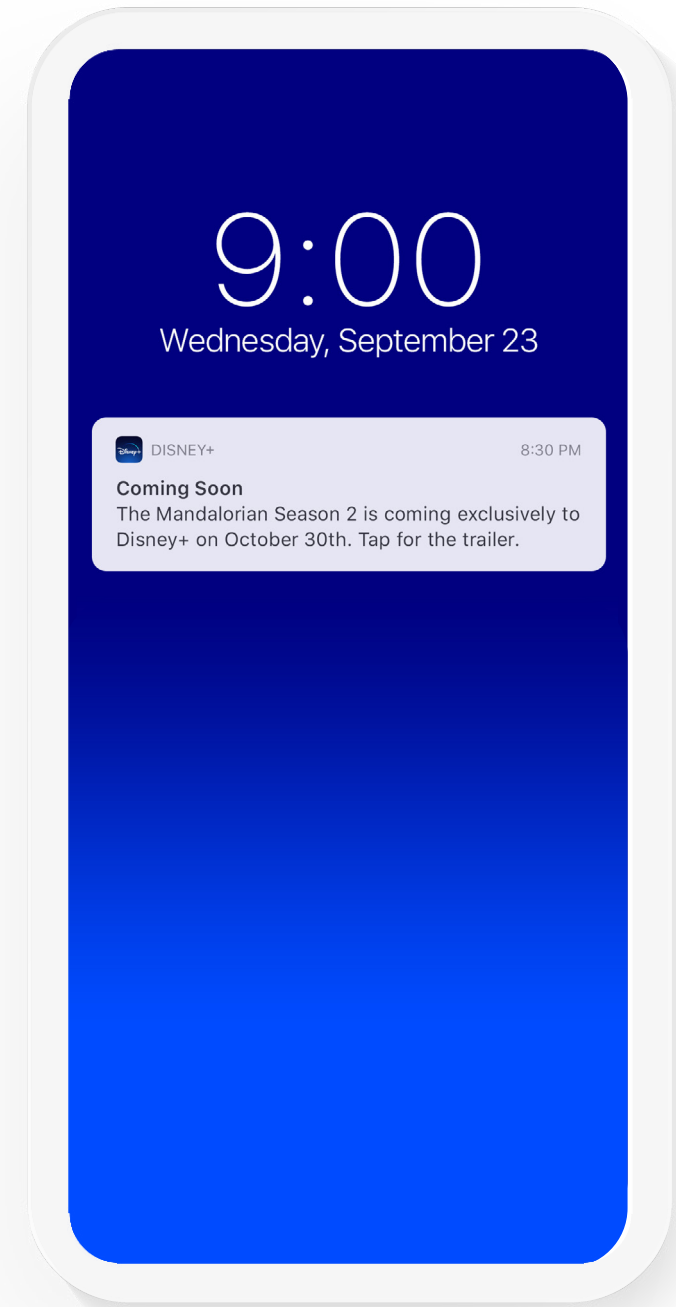 9:00
Wednesday, September 23
Disney+
DISNEY+
8:30 PM
Coming Soon
The Mandalorian Season 2 is coming exclusively to
Disney+ on October 30th. Tap for the trailer.